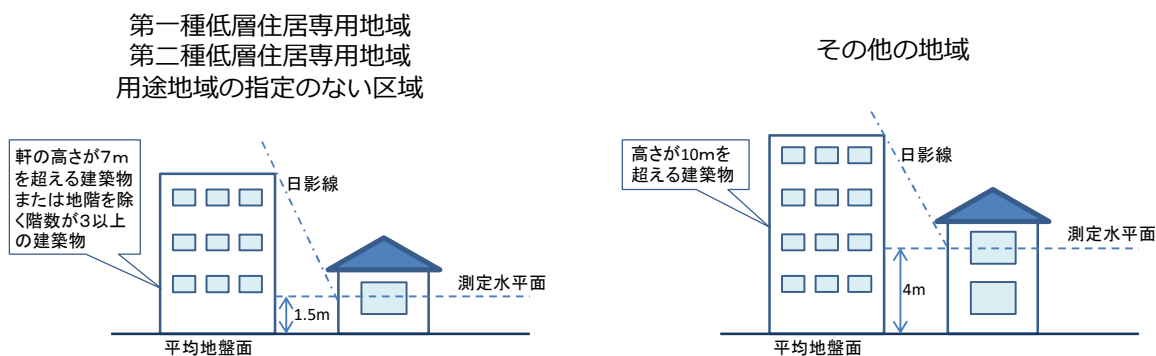 第一種低層住居専用地域
第二種低層住居専用地域
用途地域の指定のない区域
軒の高さが7m
を超える建築物
または地階を除
く階数が3以上
の建築物
日影線
測定水平面
1.5m
平均地盤面
その他の地域
高さが10mを
超える建築物
日影線
測定水平面
4m
平均地盤面